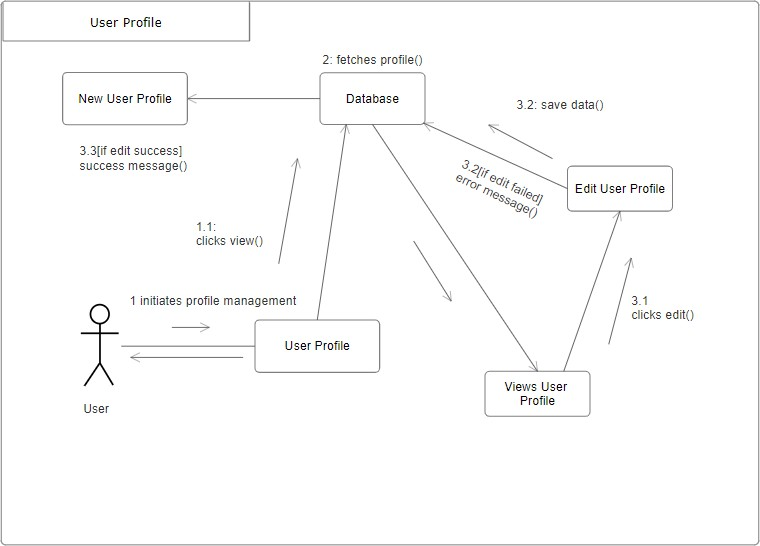 User Profile
2: fetches profile()
New User Profile
Database
3.2: save data()
3.3[if edit success]
success message()
3.2[if edit failed]
error message()
Edit User Profile
1.1:
clicks view()
1 initiates profile management
3.1
clicks edit()
User Profile
Views User
Profile
User